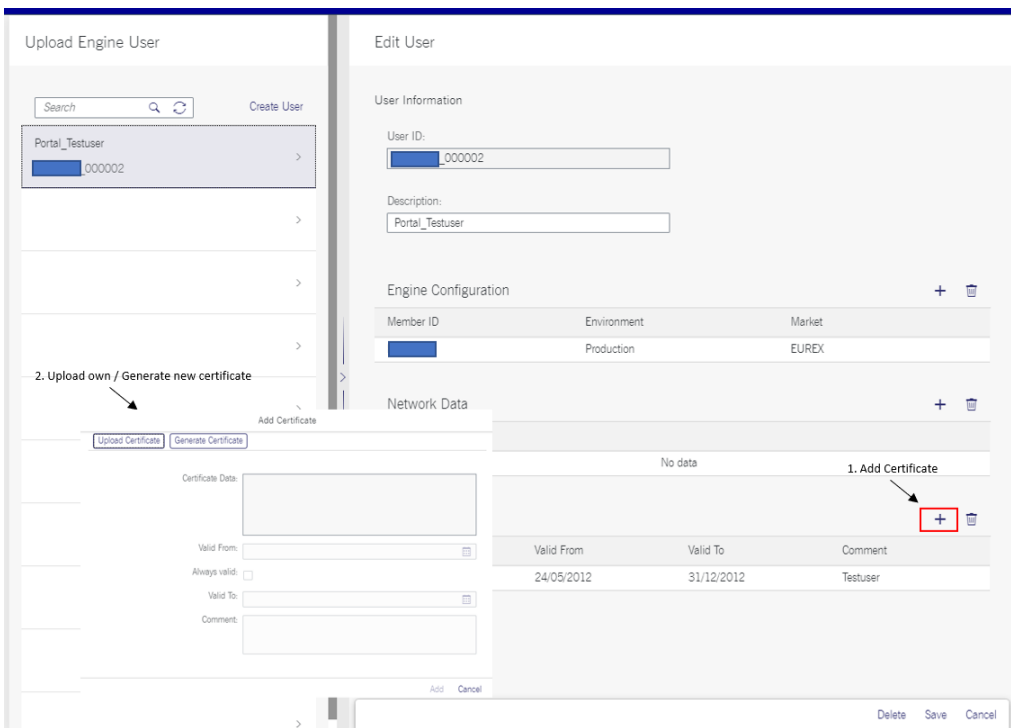 Upload Engine User
Search
Create User
Portal_Testuser
_000002
2. Upload own / Generate new certificate
Add Certificate
Upload Certificate
Generate Certificate
Certificate Data:
Valid From:
Always valid:
Valid To:
Comment:
Add Cancel
Edit User
User Information
User ID:
_000002
Description:
Portal_Testuser
Engine Configuration
Member ID Environment Market
Production EUREX
Network Data
No data
1. Add Certificate
Valid From Valid To Comment
24/05/2012 31/12/2012 Testuser
Delete Save Cancel